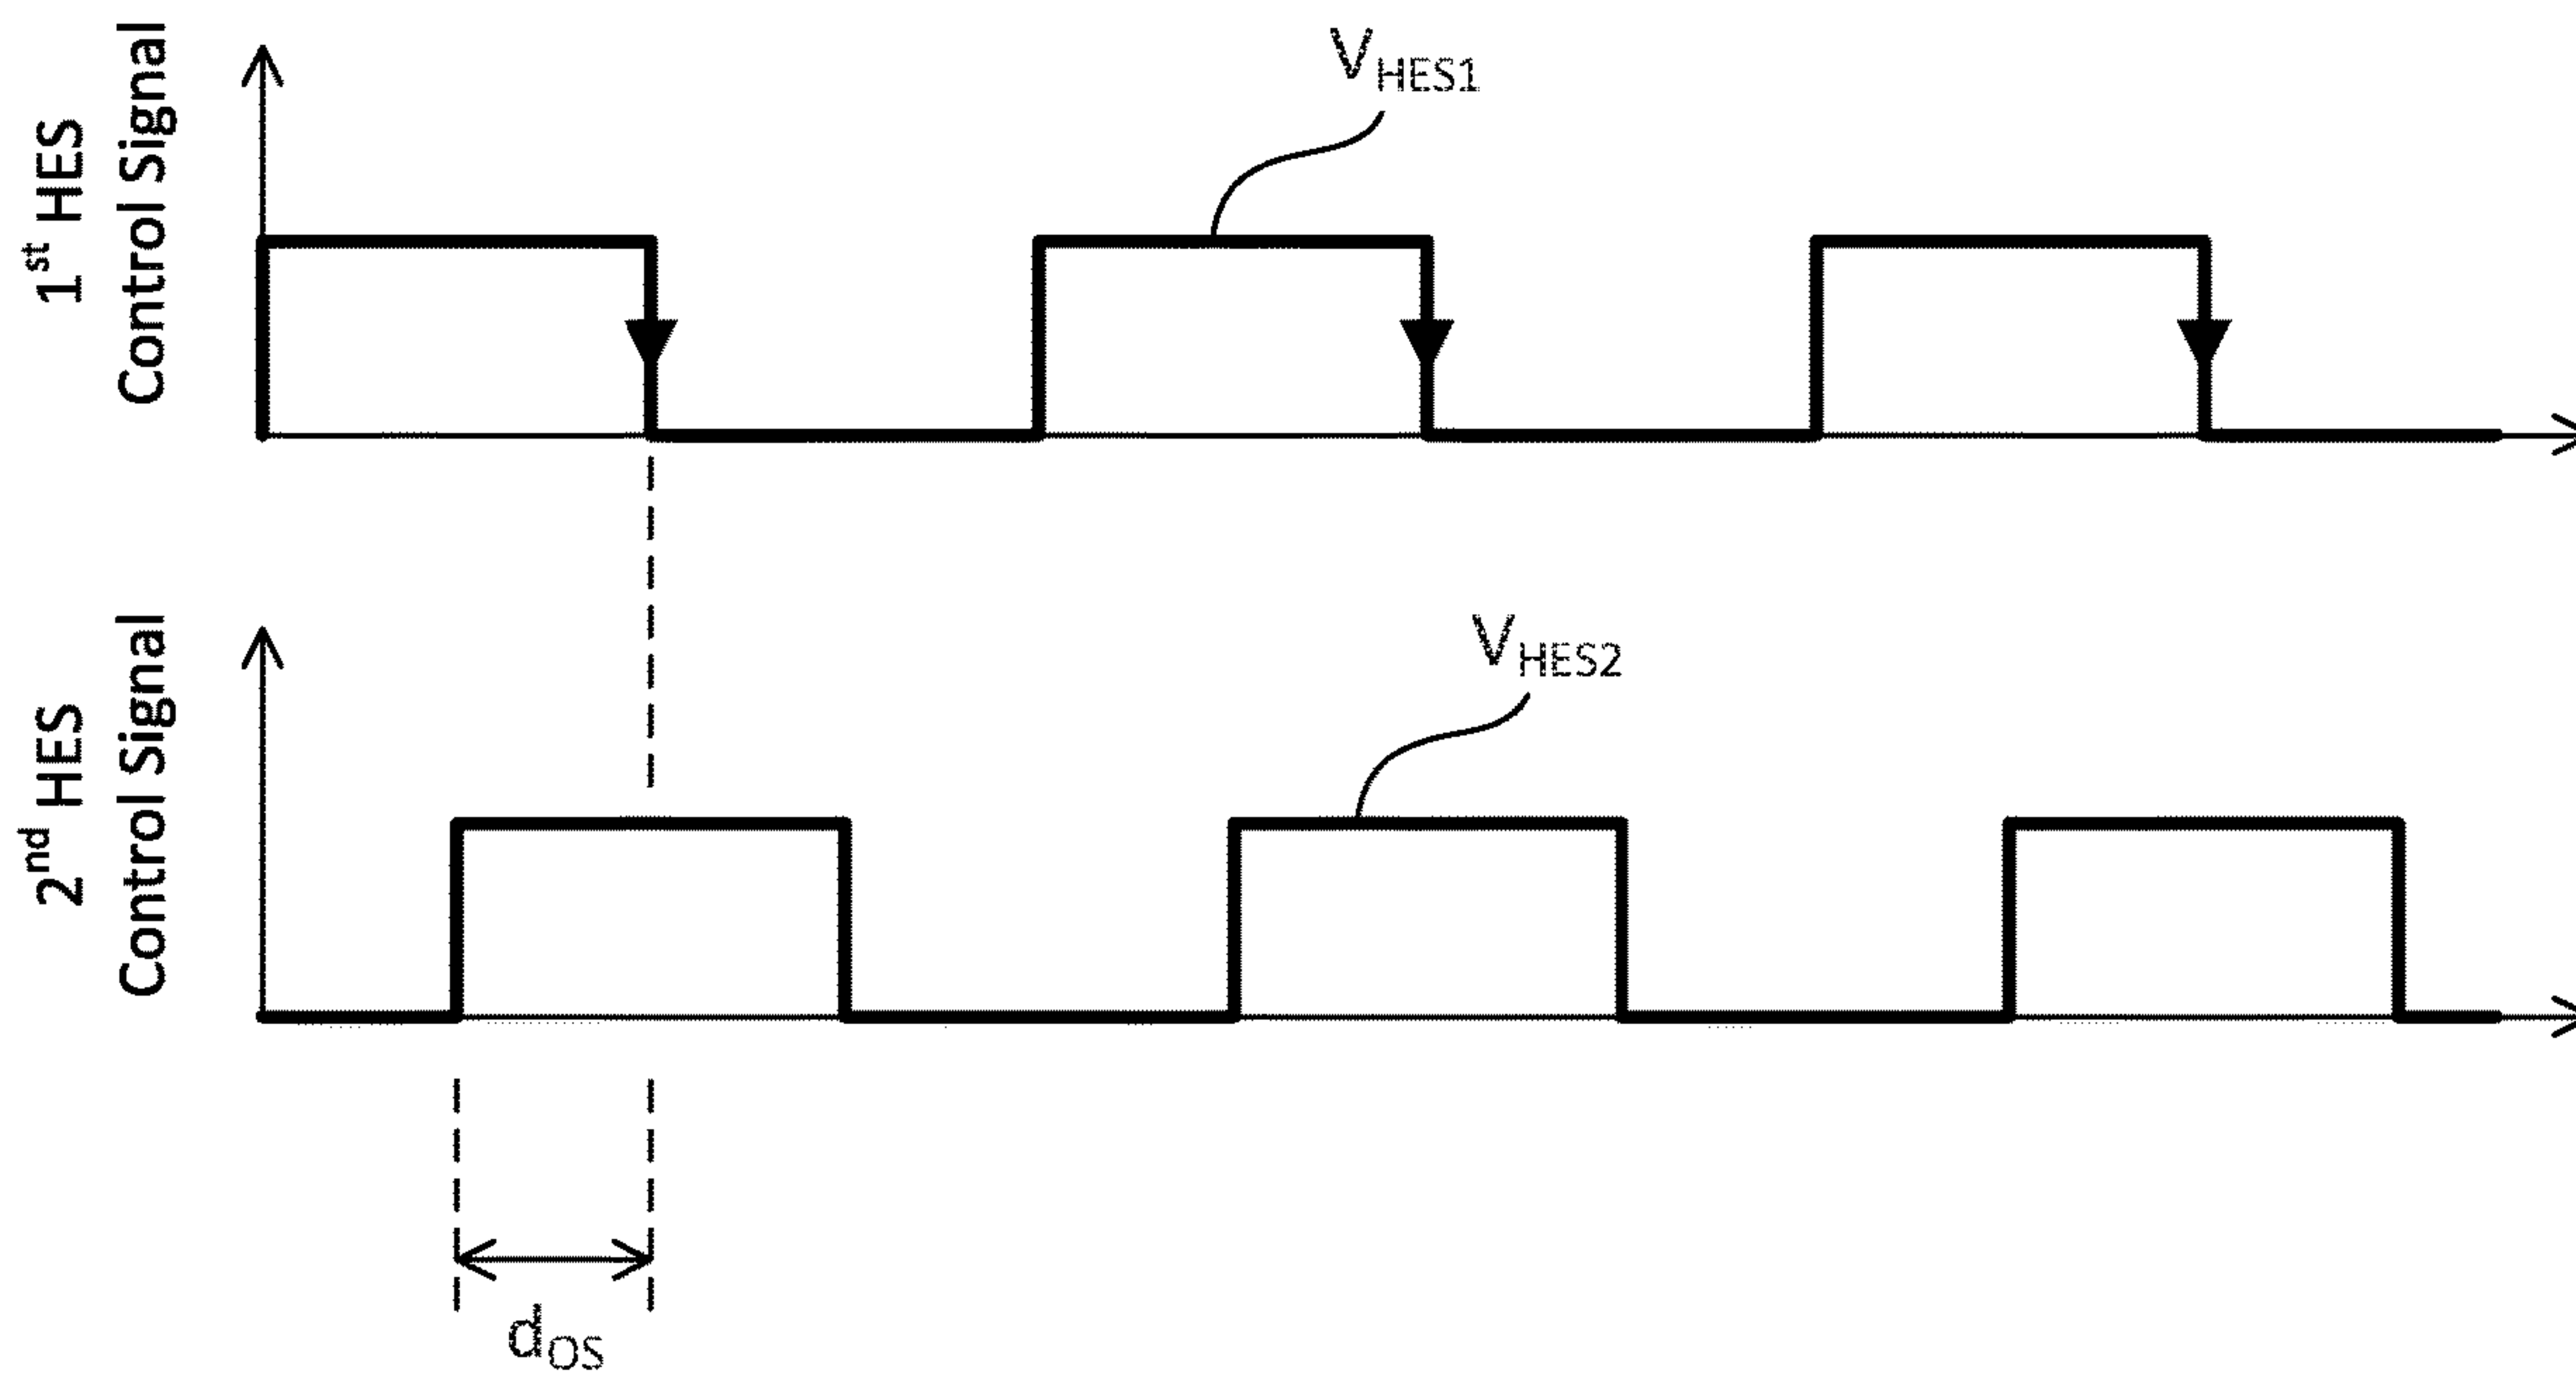 1st HES
Control Signal
VHES1
2nd HES
Control Signal
VHES2
dOS